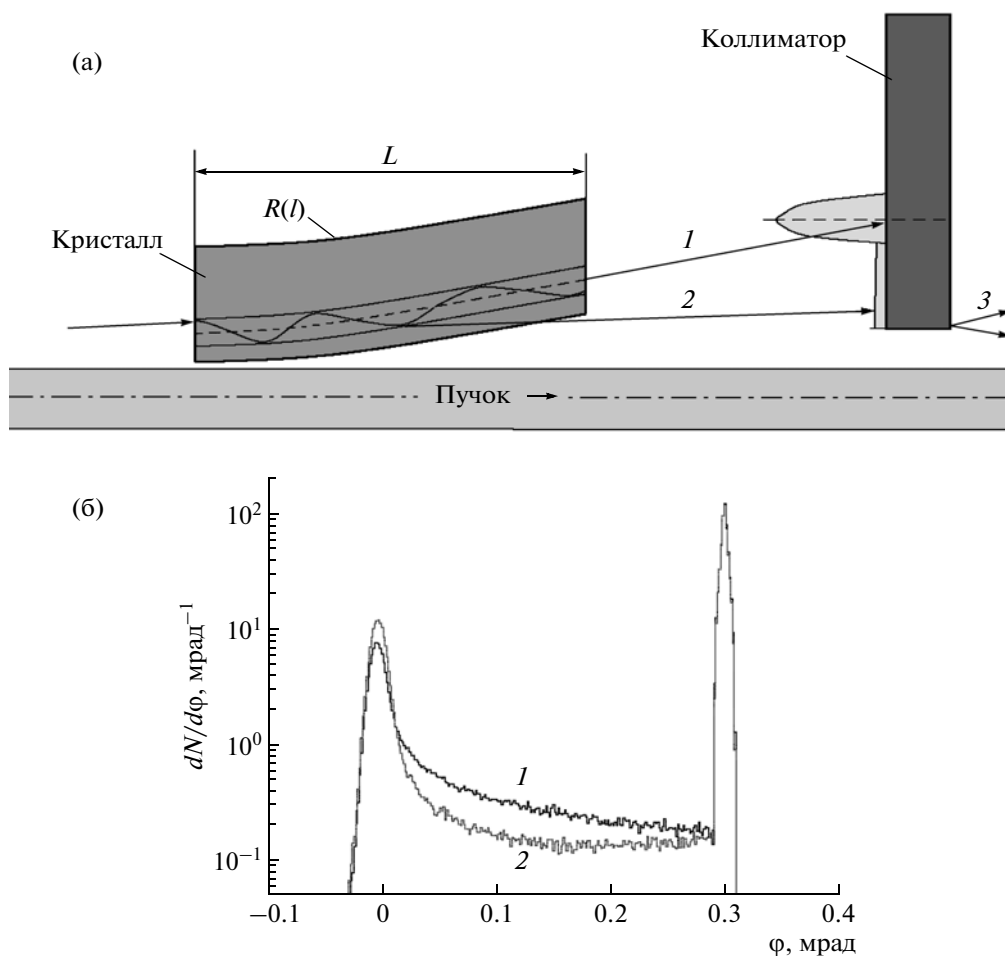 (а)
Коллиматор
L
R(l)
Кристалл
1
2
3
Пучок
(б)
dN/dφ, мрад⁻¹
10²
10¹
10⁰
10⁻¹
1
2
−0.1
0
0.1
0.2
0.3
0.4
φ, мрад